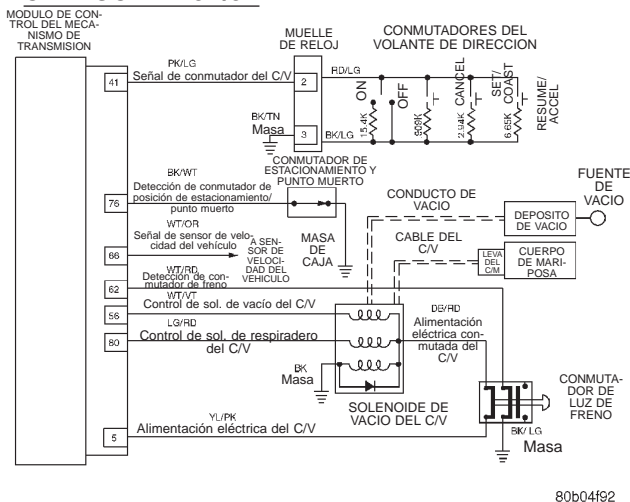 MODULO DE CON-
TROL DEL MECA-
NISMO DE
TRANSMISION
MUELLE
DE RELOJ
CONMUTADORES DEL
VOLANTE DE DIRECCION
PK/LG
41
Señal de conmutador del C/V
2
RD/LG
ON
OFF
CANCEL
SET/
COAST
RESUME/
ACCEL
15.4K
909K
2.94K
6.65K
BK/TN
Masa
3
BK/LG
CONMUTADOR DE
ESTACIONAMIENTO Y
PUNTO MUERTO
BK/WT
76
Detección de conmutador de
posición de estacionamiento/
punto muerto
MASA
DE
CAJA
WT/OR
66
Señal de sensor de velo-
cidad del vehículo
A SEN-
SOR DE
VELOCI-
DAD DEL
VEHICULO
CONDUCTO
DE VACIO
DEPOSITO
DE VACIO
FUENTE
DE
VACIO
CABLE DEL
C/V
LEVA
DEL
C/M
CUERPO
DE MARI-
POSA
WT/RD
62
Detección de con-
mutador de freno
WT/VT
56
Control de sol. de vacío del C/V
LG/RD
80
Control de sol. de respiradero
del C/V
BK
Masa
SOLENOIDE DE
VACIO DEL C/V
DB/RD
Alimentación
eléctrica con-
mutada del
C/V
CONMUTA-
DOR DE
LUZ DE
FRENO
BK/LG
Masa
YL/PK
5
Alimentación eléctrica del C/V
80b04f92